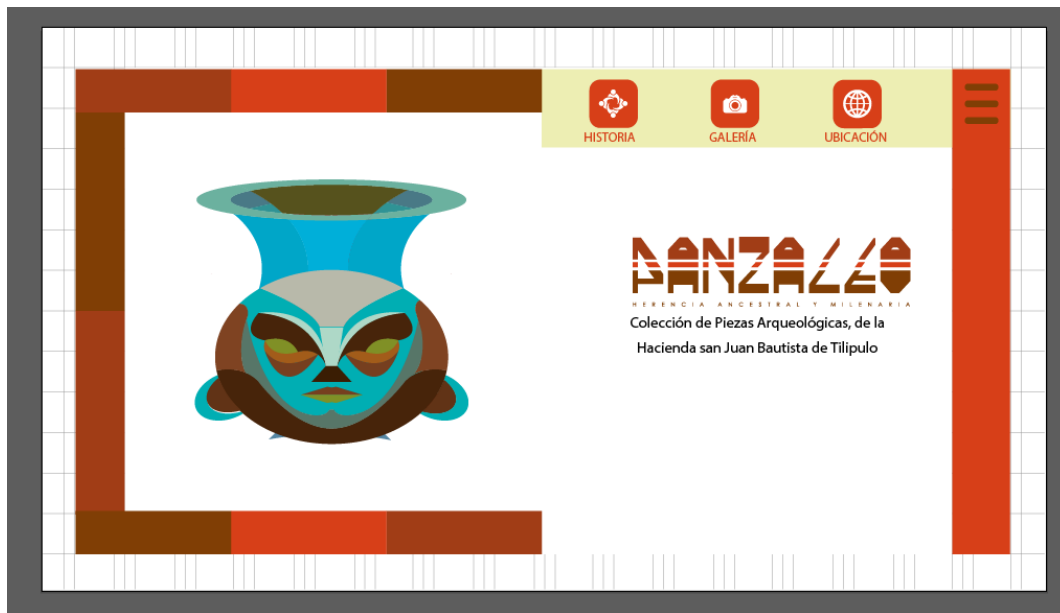 HISTORIA
GALERÍA
UBICACIÓN
PANZALEO
HERENCIA ANCESTRAL Y MILENARIA
Colección de Piezas Arqueológicas, de la
Hacienda san Juan Bautista de Tilipulo